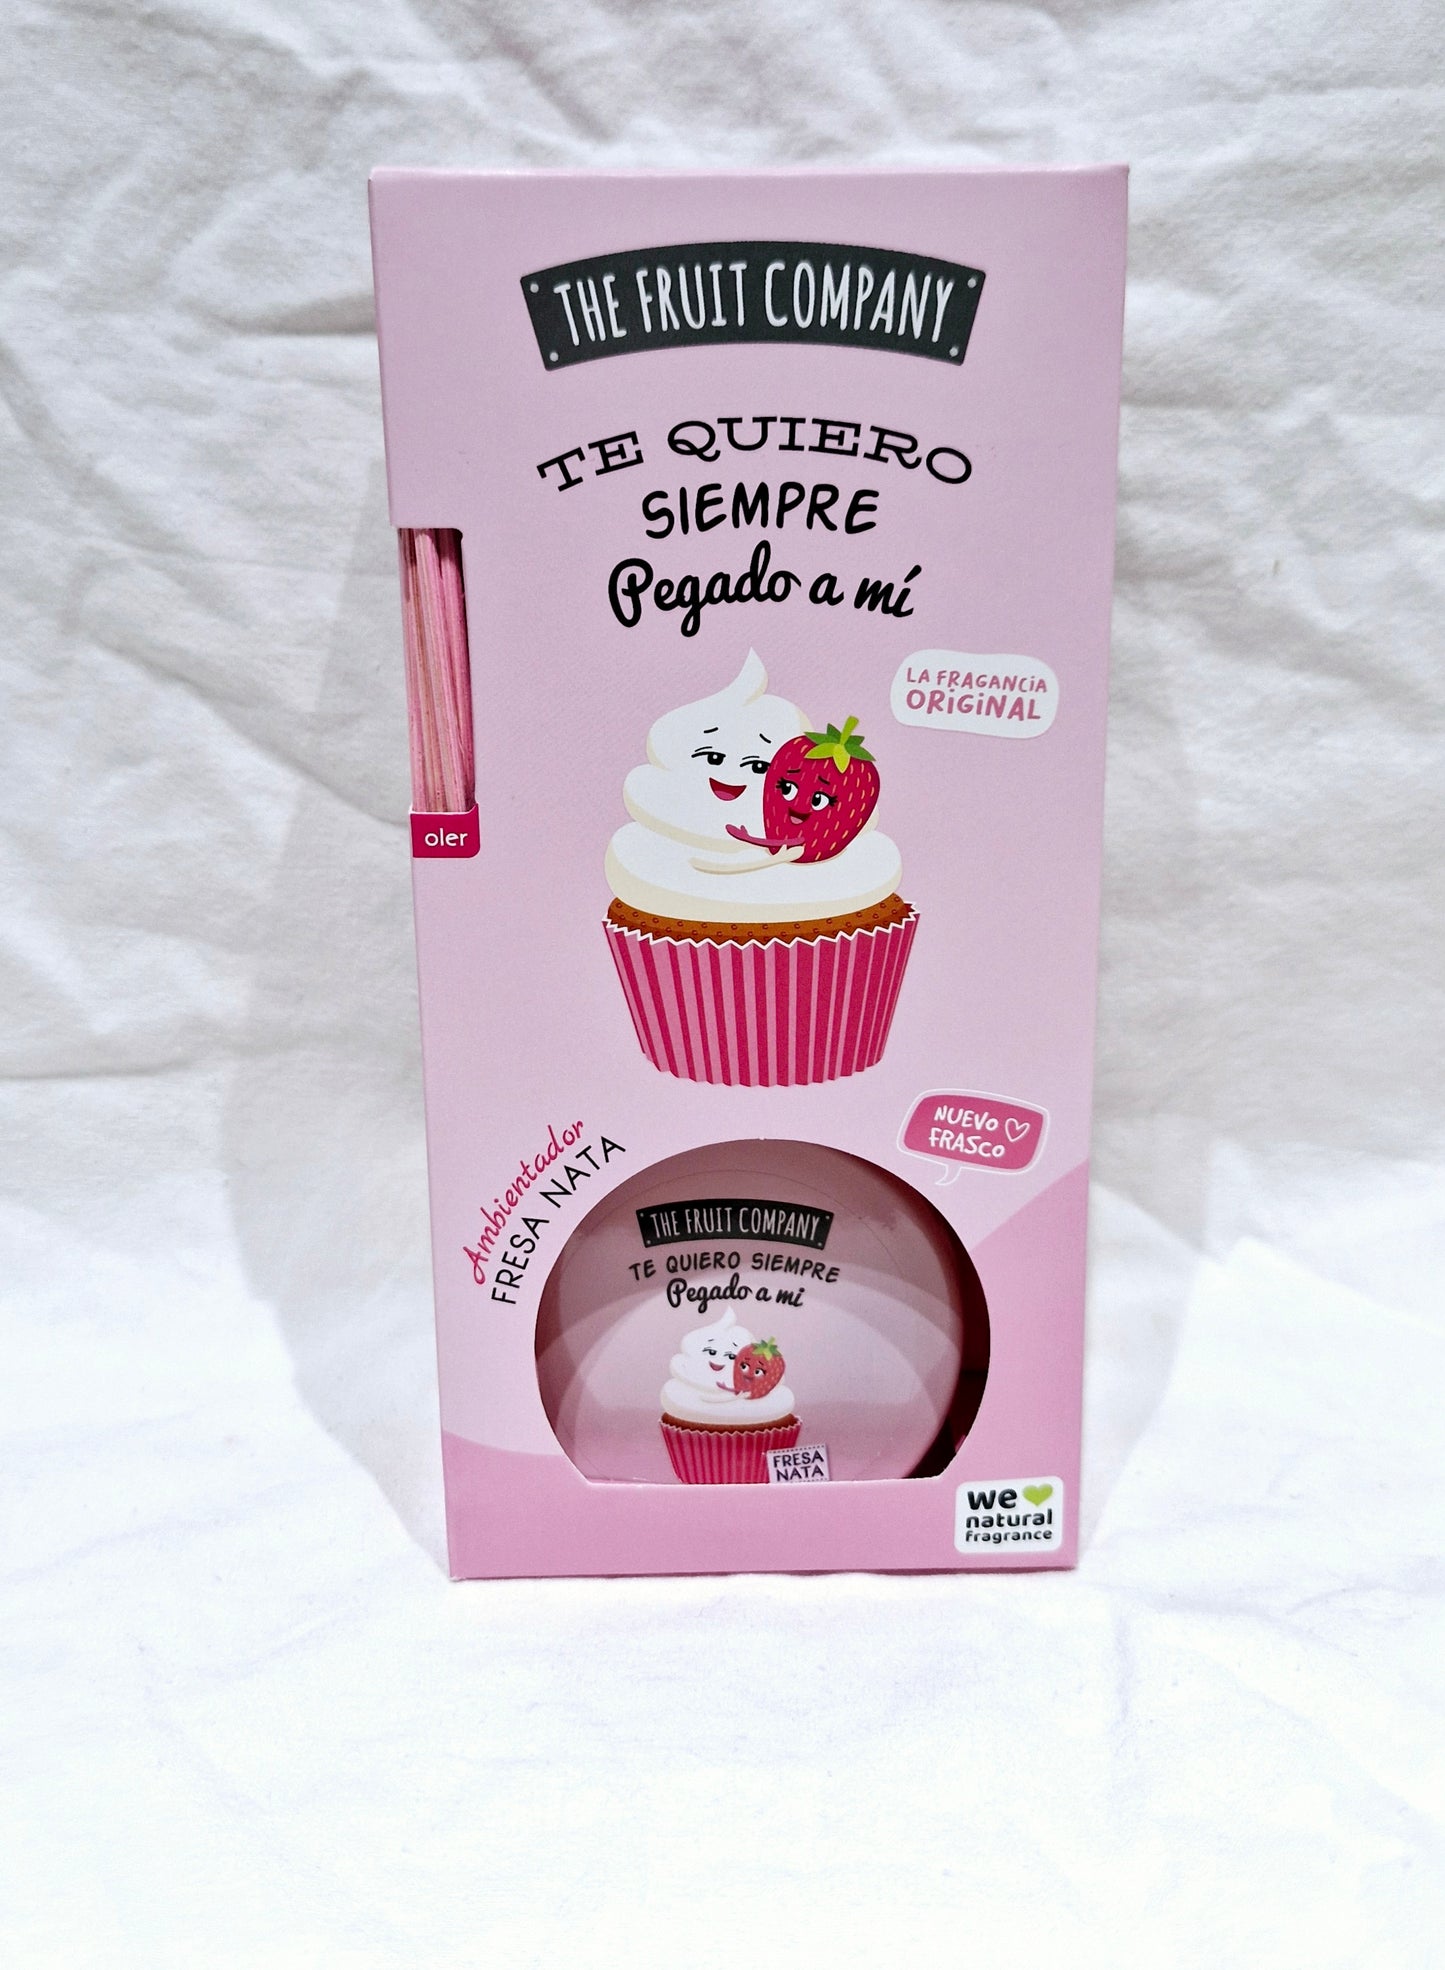 THE FRUIT COMPANY
TE QUIERO
SIEMPRE
Pegado a mí
LA FRAGANCiA
ORiGiNAL
oler
NUEVO
FRASCO
Ambientador
FRESA NATA
THE FRUIT COMPANY
TE QUIERO SIEMPRE
Pegado a mi
FRESA
NATA
we
natural
fragrance